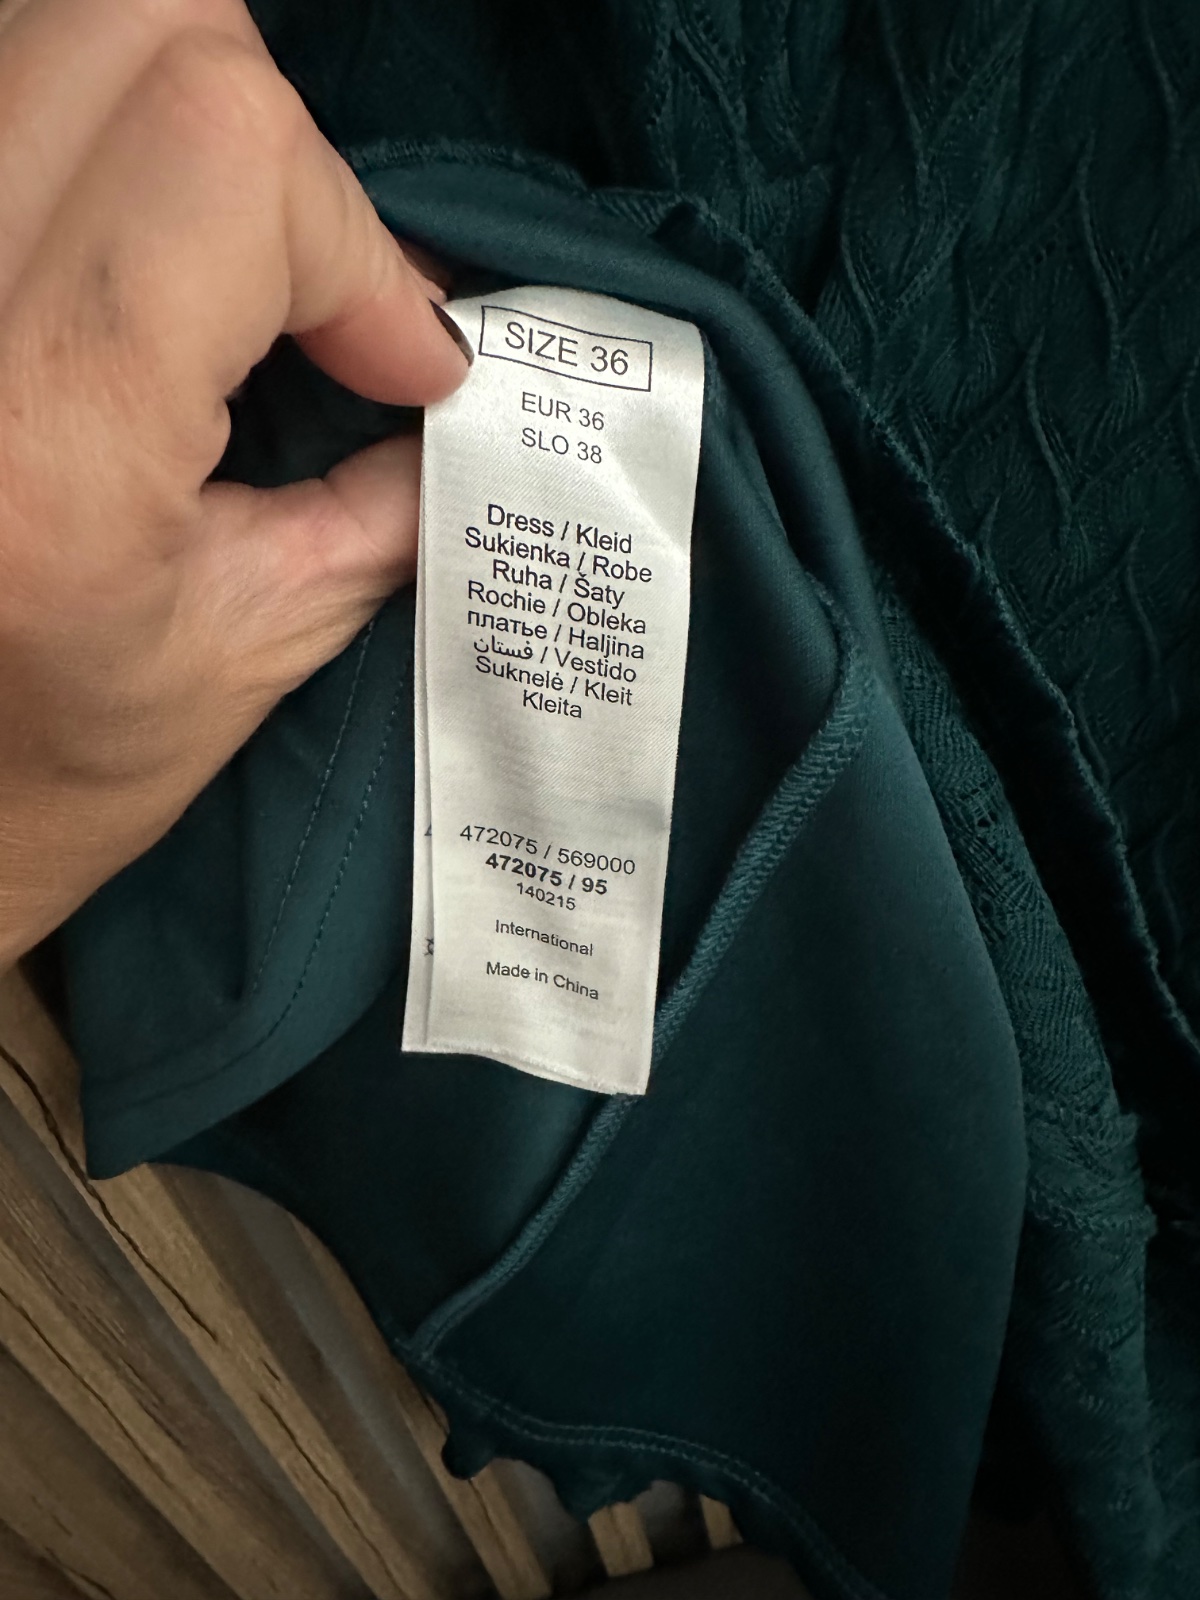 SIZE 36
EUR 36
SLO 38
Dress / Kleid
Sukienka / Robe
Ruha / Šaty
Rochie / Obleka
платье / Haljina
فستان / Vestido
Suknelė / Kleit
Kleita
472075 / 569000
472075 / 95
140215
International
Made in China